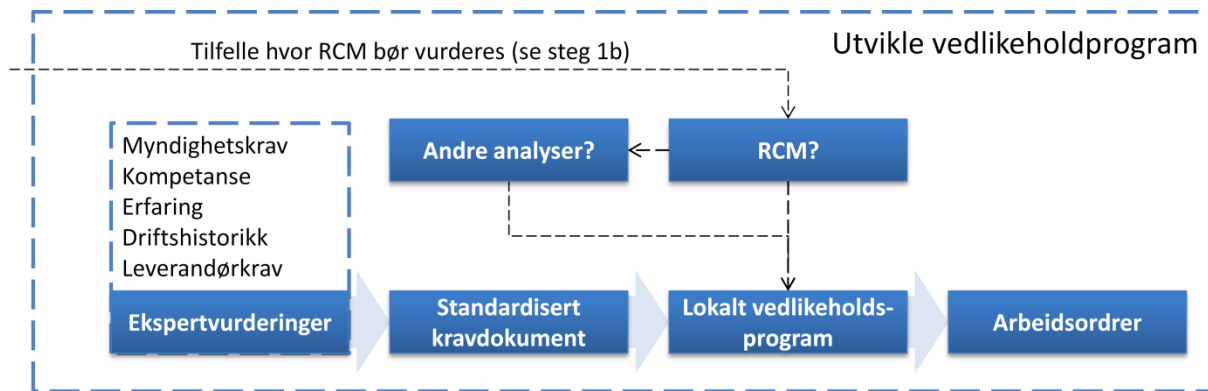 Utvikle vedlikeholdprogram
Tilfelle hvor RCM bør vurderes (se steg 1b)
Andre analyser?
RCM?
Myndighetskrav
Kompetanse
Erfaring
Driftshistorikk
Leverandørkrav
Ekspertvurderinger
Standardisert
kravdokument
Lokalt vedlikeholds-
program
Arbeidsordrer